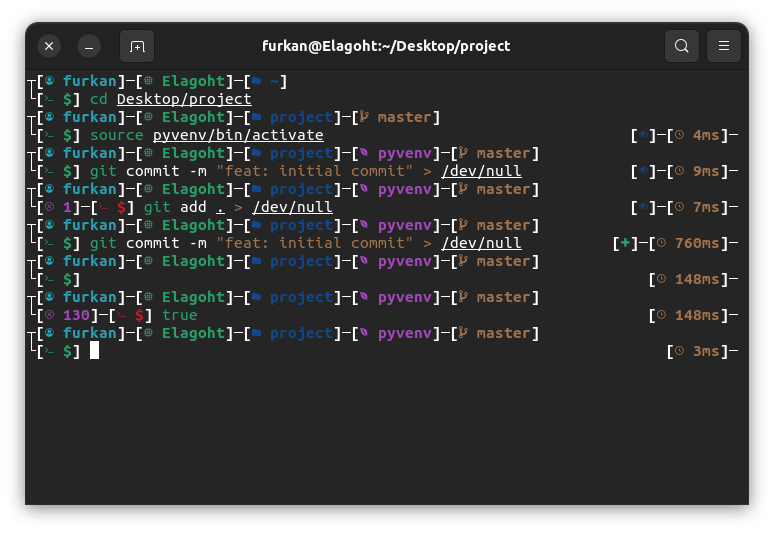 furkan@Elagoht:~/Desktop/project
┬[ furkan]─[ Elagoht]─[ ~]
└[ $] cd Desktop/project
┬[ furkan]─[ Elagoht]─[ project]─[ master]
└[ $] source pyvenv/bin/activate [ ]─[ 4ms]─
┬[ furkan]─[ Elagoht]─[ project]─[ pyvenv]─[ master]
└[ $] git commit -m "feat: initial commit" > /dev/null [ ]─[ 9ms]─
┬[ furkan]─[ Elagoht]─[ project]─[ pyvenv]─[ master]
└[ 1]─[ $] git add . > /dev/null [ ]─[ 7ms]─
┬[ furkan]─[ Elagoht]─[ project]─[ pyvenv]─[ master]
└[ $] git commit -m "feat: initial commit" > /dev/null [+]─[ 760ms]─
┬[ furkan]─[ Elagoht]─[ project]─[ pyvenv]─[ master]
└[ $] [ 148ms]─
┬[ furkan]─[ Elagoht]─[ project]─[ pyvenv]─[ master]
└[ 130]─[ $] true [ 148ms]─
┬[ furkan]─[ Elagoht]─[ project]─[ pyvenv]─[ master]
└[ $] [ 3ms]─